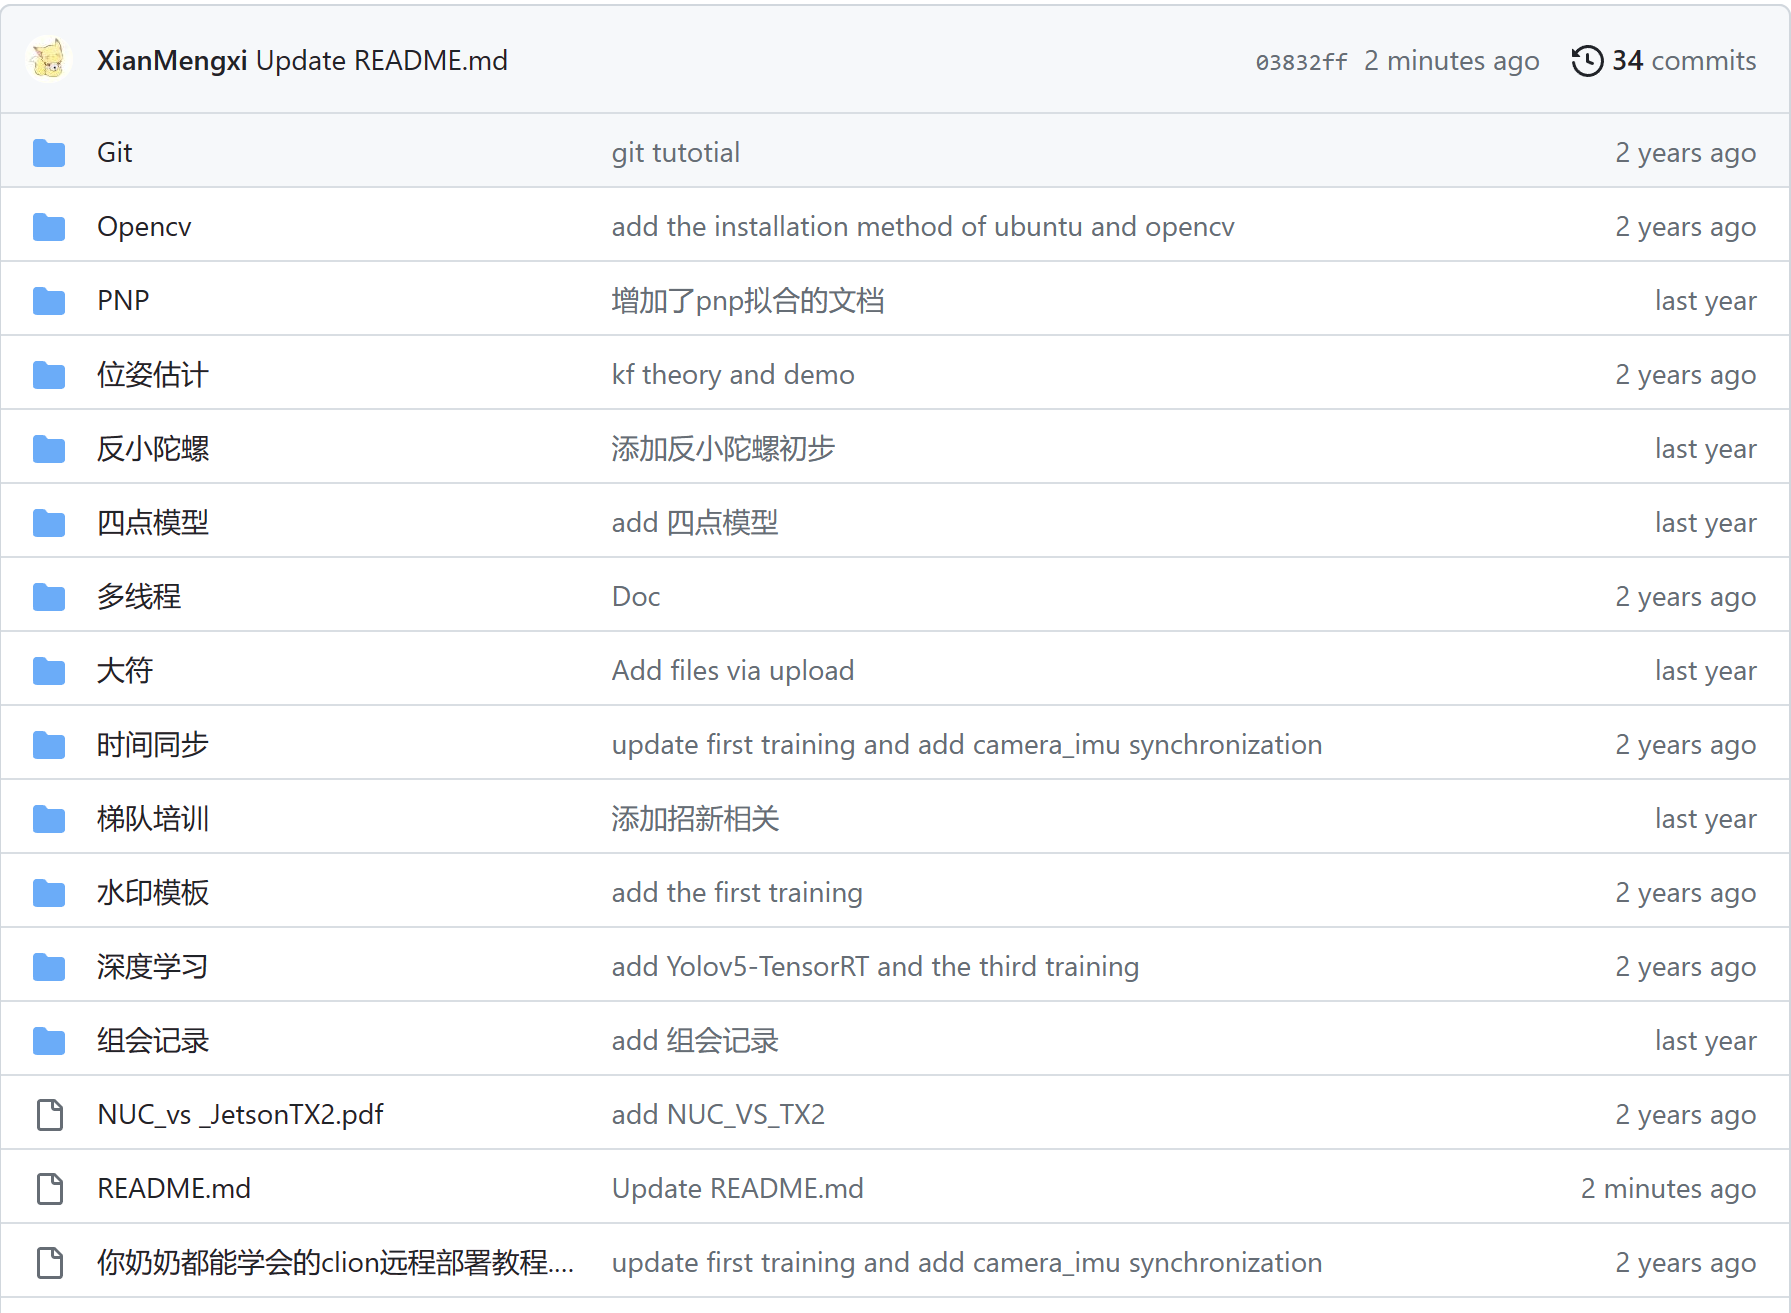 XianMengxi Update README.md 03832ff 2 minutes ago 34 commits
Git git tutotial 2 years ago
Opencv add the installation method of ubuntu and opencv 2 years ago
PNP 增加了pnp拟合的文档 last year
位姿估计 kf theory and demo 2 years ago
反小陀螺 添加反小陀螺初步 last year
四点模型 add 四点模型 last year
多线程 Doc 2 years ago
大符 Add files via upload last year
时间同步 update first training and add camera_imu synchronization 2 years ago
梯队培训 添加招新相关 last year
水印模板 add the first training 2 years ago
深度学习 add Yolov5-TensorRT and the third training 2 years ago
组会记录 add 组会记录 last year
NUC_vs _JetsonTX2.pdf add NUC_VS_TX2 2 years ago
README.md Update README.md 2 minutes ago
你奶奶都能学会的clion远程部署教程.... update first training and add camera_imu synchronization 2 years ago